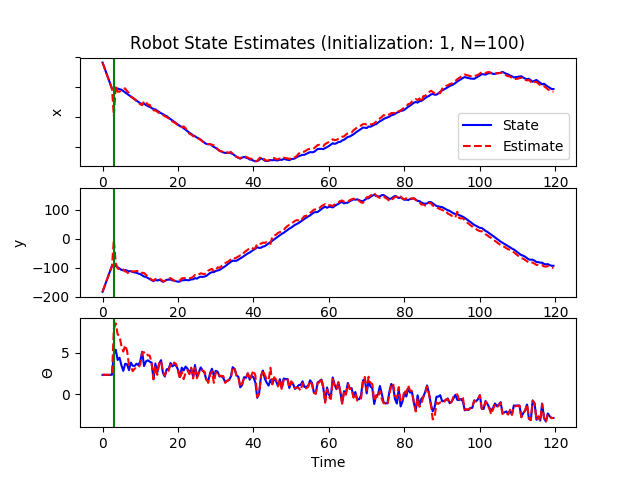 Robot State Estimates (Initialization: 1, N=100)
x
State
Estimate
0 20 40 60 80 100 120
100
0
−100
−200
y
0 20 40 60 80 100 120
5
0
Θ
0 20 40 60 80 100 120
Time